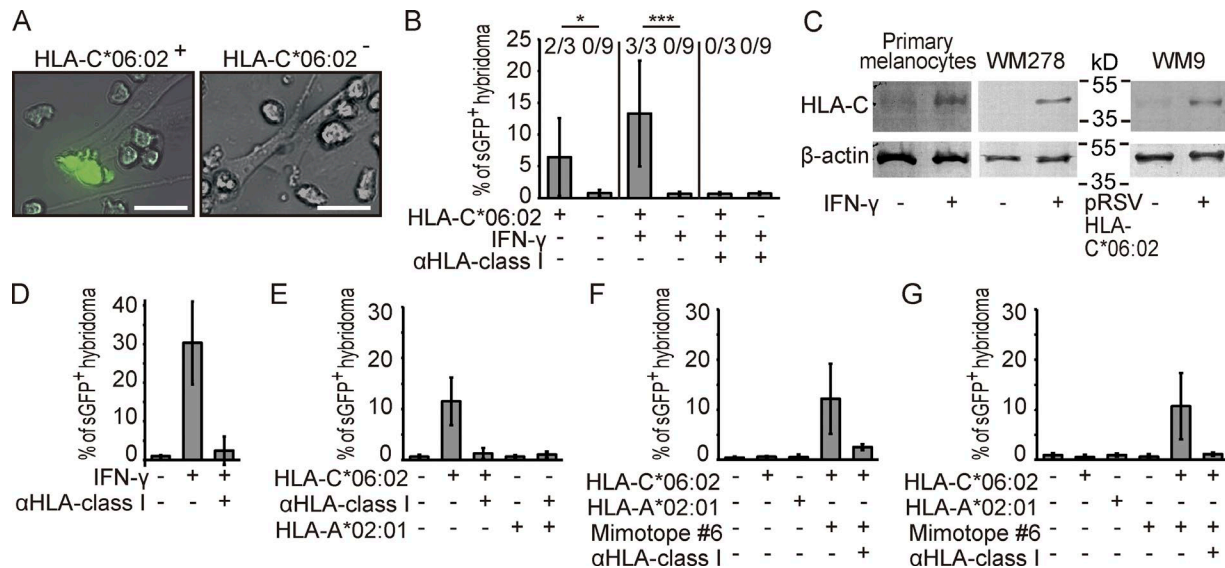 A
HLA-C*06:02 +
HLA-C*06:02 -
B
* ***
2/3 0/9 3/3 0/9 0/3 0/9
% of sGFP+ hybridoma
25
20
15
10
5
0
HLA-C*06:02 + - + - + -
IFN-γ - - + + + +
αHLA-class I - - - - + +
C
Primary melanocytes WM278 kD WM9
HLA-C
55
35
β-actin
55
35
IFN-γ - + - + pRSV HLA-C*06:02 - +
D
% of sGFP+ hybridoma
40
30
20
10
0
IFN-γ - + +
αHLA-class I - - +
E
% of sGFP+ hybridoma
30
20
10
0
HLA-C*06:02 - + + - -
αHLA-class I - - + - +
HLA-A*02:01 - - - + +
F
% of sGFP+ hybridoma
30
20
10
0
HLA-C*06:02 - + - + +
HLA-A*02:01 - - + - -
Mimotope #6 - - - + +
αHLA-class I - - - - +
G
% of sGFP+ hybridoma
30
20
10
0
HLA-C*06:02 - + - - + +
HLA-A*02:01 - - + - - -
Mimotope #6 - - - + + +
αHLA-class I - - - - - +